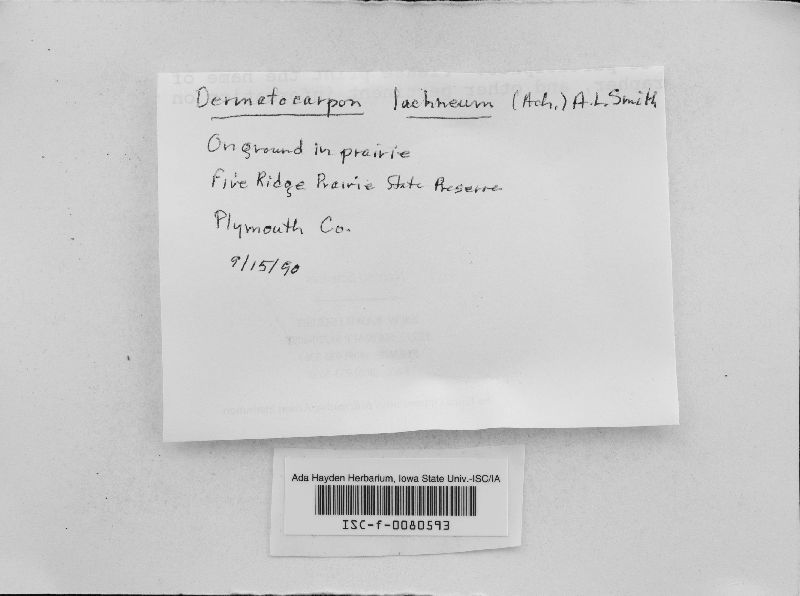 Dermatocarpon lachneum (Ach.) A.L. Smith
On ground in prairie
Five Ridge Prairie State Preserve
Plymouth Co.
9/15/90
Ada Hayden Herbarium, Iowa State Univ.-ISC/IA
ISC-f-0080593